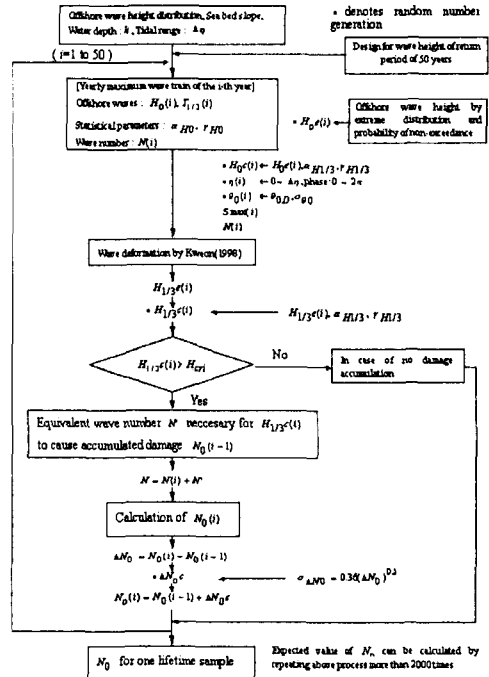 Offshore wave height distribution, Sea bed slope,
Water depth : h, Tidal range : Δη
* denotes random number
generation
( i=1 to 50 )
Design for wave height of return
period of 50 years
[Yearly maximum wave train of the i-th year]
Offshore waves : H0(i), T1/3(i)
Statistical parameters : αH0, γH0
Wave number : N(i)
* H0e(i)
Offshore wave height by
extreme distribution and
probability of non-exceedance
* H0c(i) ← H0e(i), αH1/3, γH1/3
* η(i) ← 0~ Δη, phase:0 ~ 2π
* θ0(i) ← θ0D, σθ0
Smax(i)
N(i)
Wave deformation by Kweon(1998)
H1/3e(i)
* H1/3c(i)
H1/3e(i), αH1/3, γH1/3
H1/3c(i)> Hcri
No
In case of no damage
accumulation
Yes
Equivalent wave number N' neccesary for H1/3c(i)
to cause accumulated damage N0(i−1)
N = N(i) + N'
Calculation of N0(i)
ΔN0 = N0(i) − N0(i−1)
* ΔN0c
σΔN0 = 0.36(ΔN0)
N0(i) = N0(i−1) + ΔN0c
N0 for one lifetime sample
Expected value of N0 can be calculated by
repeating above process more than 2000 times